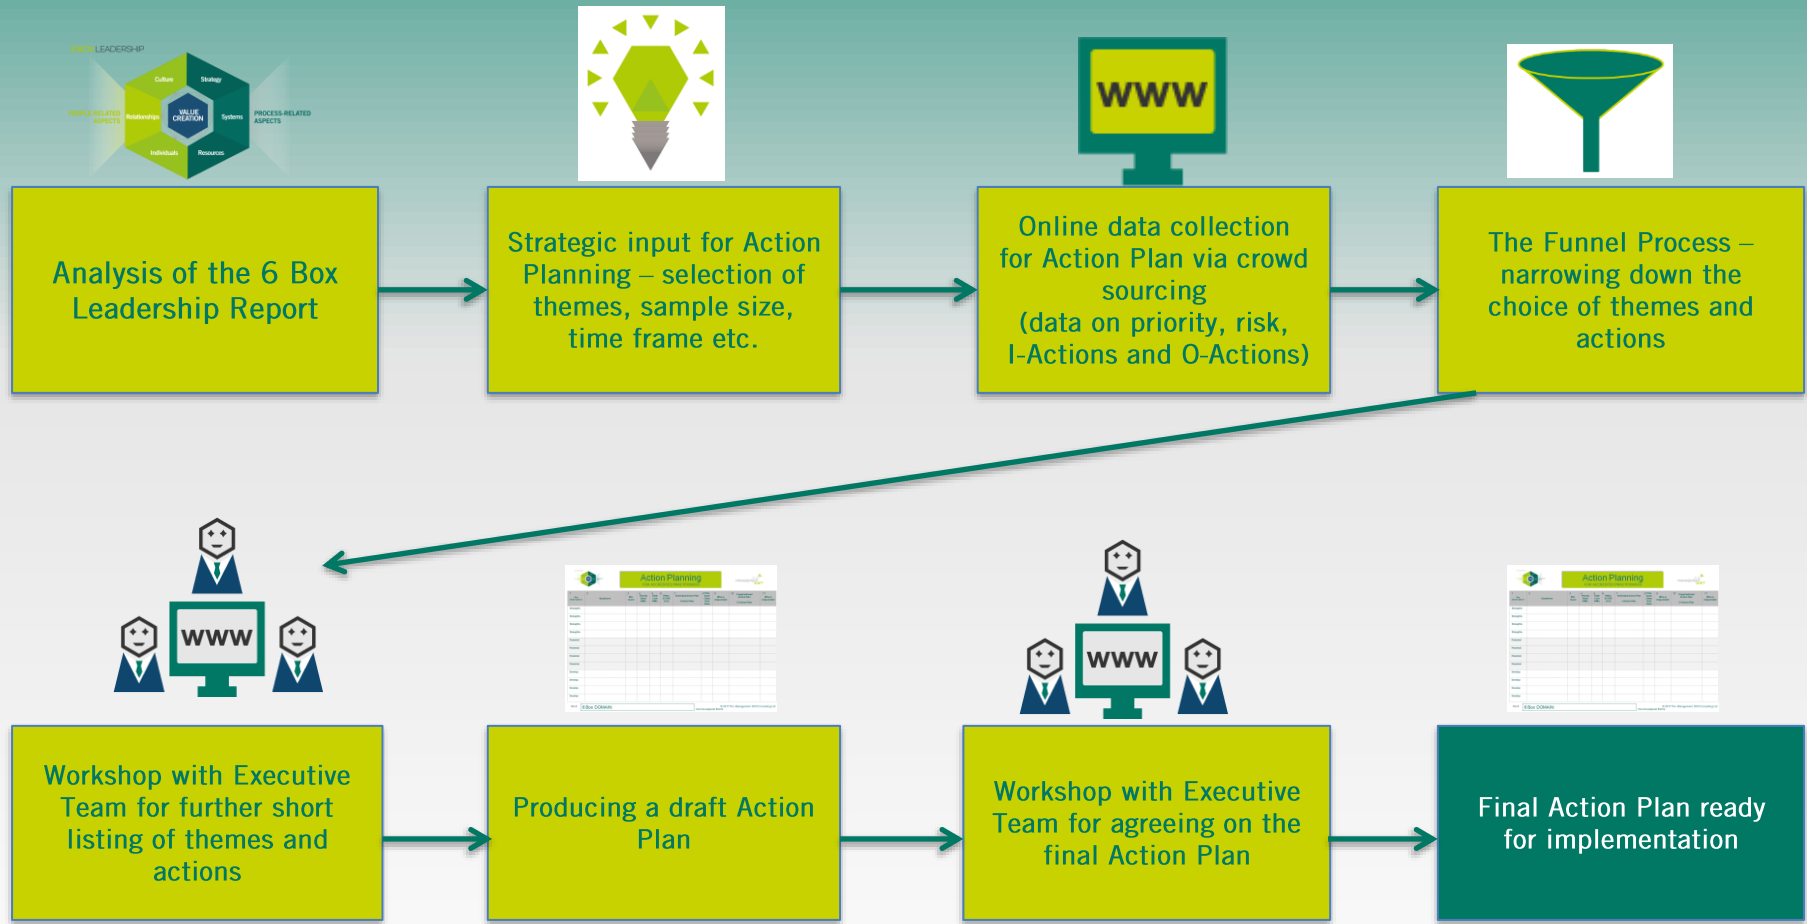 LEADERSHIP
Culture
Strategy
Relationships
VALUE
CREATION
Systems
PROCESS-RELATED
ASPECTS
ASPECTS
Individuals
Resources
www
Analysis of the 6 Box
Leadership Report
Strategic input for Action
Planning – selection of
themes, sample size,
time frame etc.
Online data collection
for Action Plan via crowd
sourcing
(data on priority, risk,
I-Actions and O-Actions)
The Funnel Process –
narrowing down the
choice of themes and
actions
www
Action Planning
www
Action Planning
Workshop with Executive
Team for further short
listing of themes and
actions
Producing a draft Action
Plan
Workshop with Executive
Team for agreeing on the
final Action Plan
Final Action Plan ready
for implementation